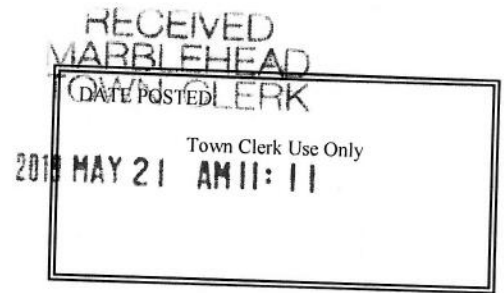 RECEIVED
MARBLEHEAD
TOWN CLERK
DATE POSTED
Town Clerk Use Only
MAY 21 AM 11: 11